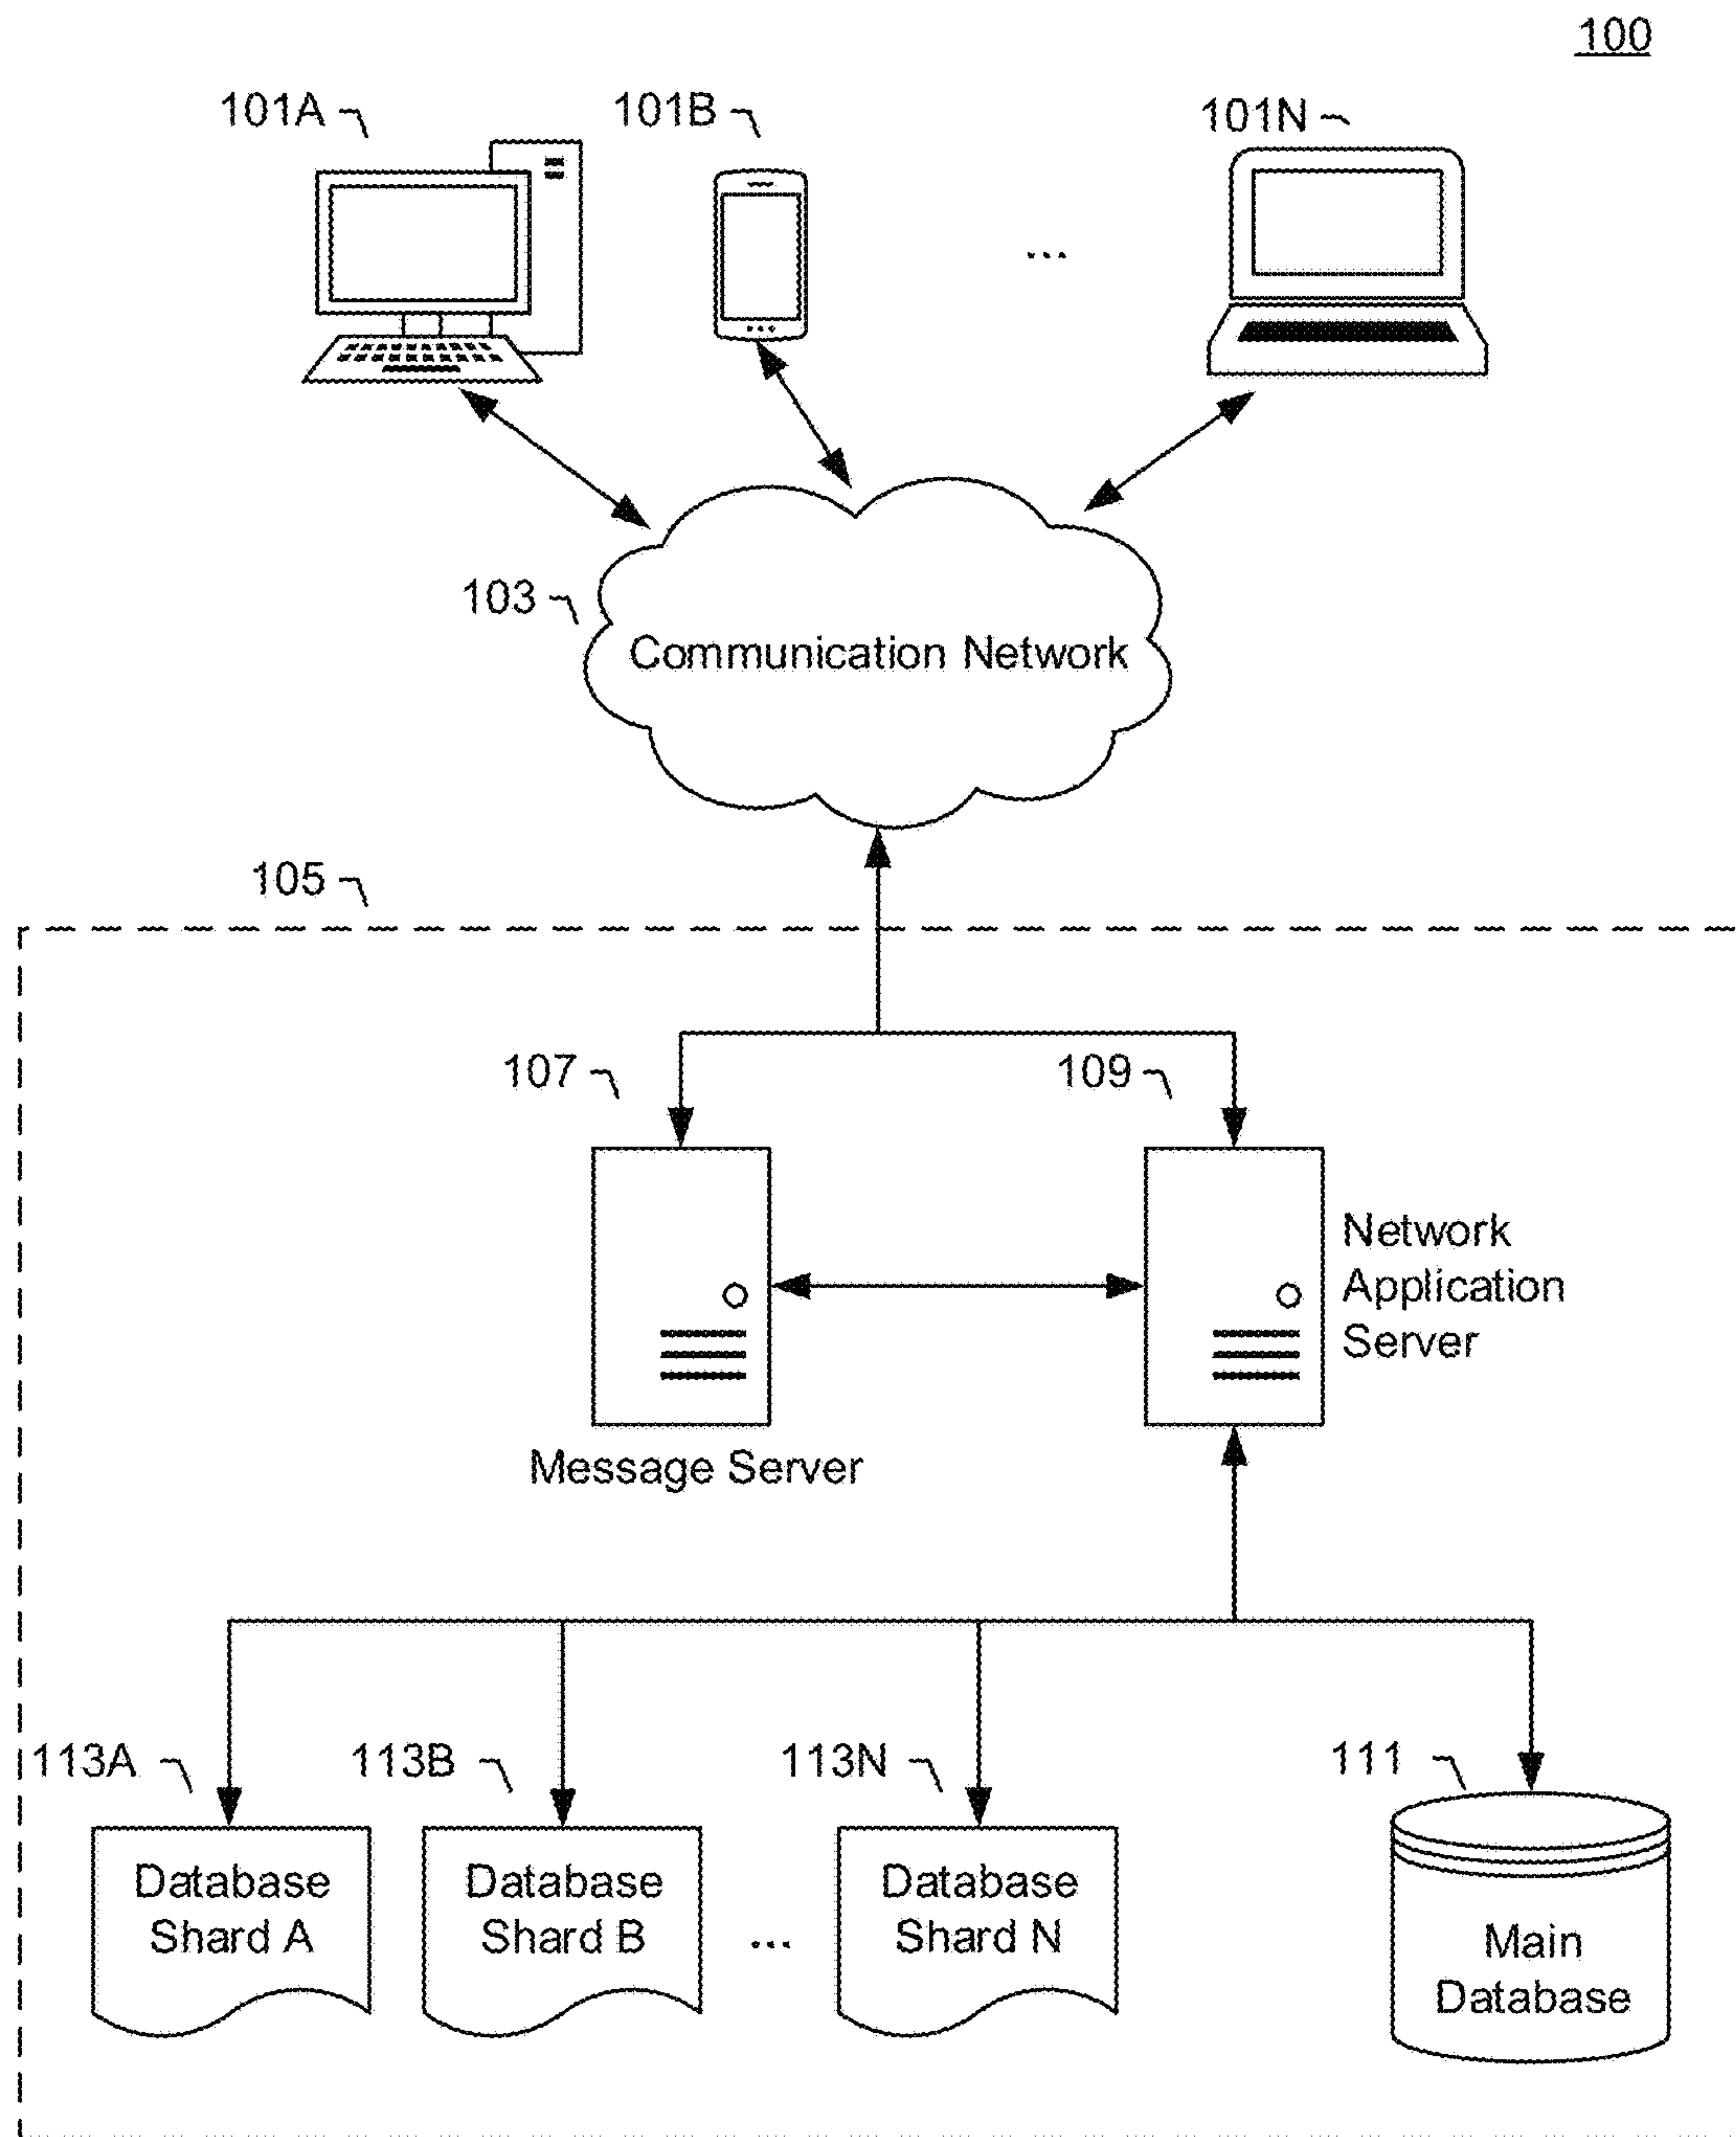 100
101A
101B
101N
...
103
Communication Network
105
107
109
Network
Application
Server
Message Server
113A
113B
113N
111
Database
Shard A
Database
Shard B
...
Database
Shard N
Main
Database